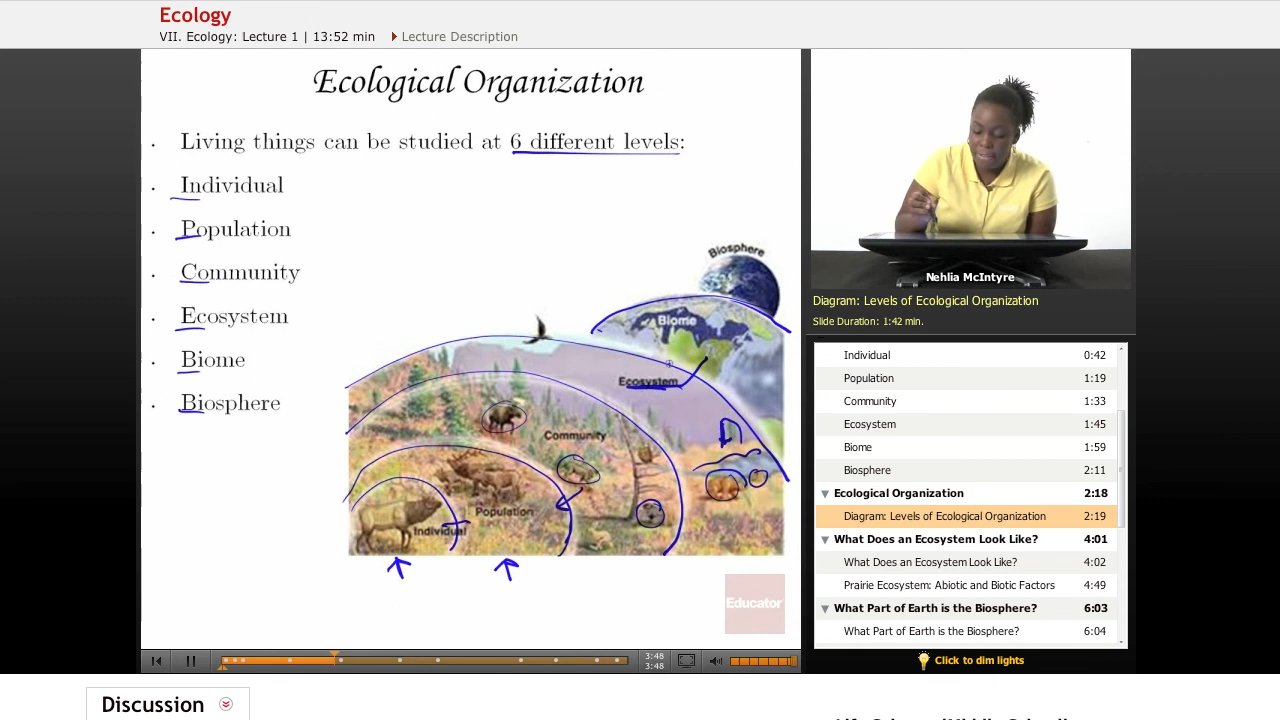 Ecology
VII. Ecology: Lecture 1 | 13:52 min Lecture Description
Ecological Organization
· Living things can be studied at 6 different levels:
· Individual
· Population
· Community
· Ecosystem
· Biome
· Biosphere
Biosphere
Biome
Ecosystem
Community
Population
Individual
Educator
3:48
3:48
Nehlia McIntyre
Diagram: Levels of Ecological Organization
Slide Duration: 1:42 min.
Individual 0:42
Population 1:19
Community 1:33
Ecosystem 1:45
Biome 1:59
Biosphere 2:11
Ecological Organization 2:18
Diagram: Levels of Ecological Organization 2:19
What Does an Ecosystem Look Like? 4:01
What Does an Ecosystem Look Like? 4:02
Prairie Ecosystem: Abiotic and Biotic Factors 4:49
What Part of Earth is the Biosphere? 6:03
What Part of Earth is the Biosphere? 6:04
Click to dim lights
Discussion